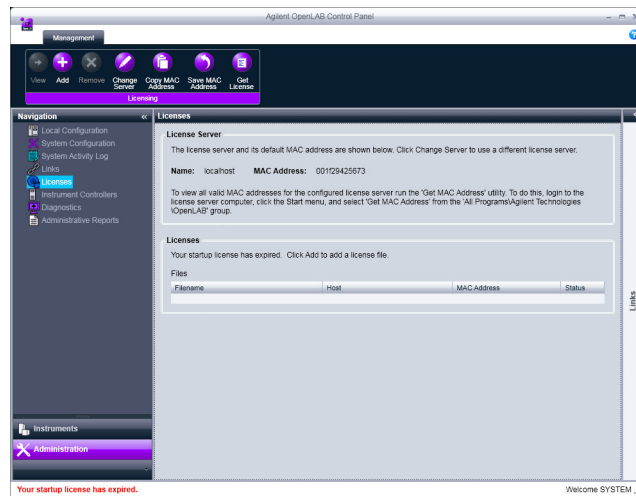 Agilent OpenLAB Control Panel
Management
View
Add
Remove
Change Server
Copy MAC Address
Save MAC Address
Get License
Licensing
Navigation
«
Local Configuration
System Configuration
System Activity Log
Links
Licenses
Instrument Controllers
Diagnostics
Administrative Reports
Instruments
Administration
Licenses
License Server
The license server and its default MAC address are shown below. Click Change Server to use a different license server.
Name: localhost MAC Address: 001f29425673
To view all valid MAC addresses for the configured license server run the 'Get MAC Address' utility. To do this, login to the
license server computer, click the Start menu, and select 'Get MAC Address' from the 'All Programs\Agilent Technologies
\OpenLAB' group.
Licenses
Your startup license has expired. Click Add to add a license file.
Files
Filename Host MAC Address Status
Links
Your startup license has expired.
Welcome SYSTEM